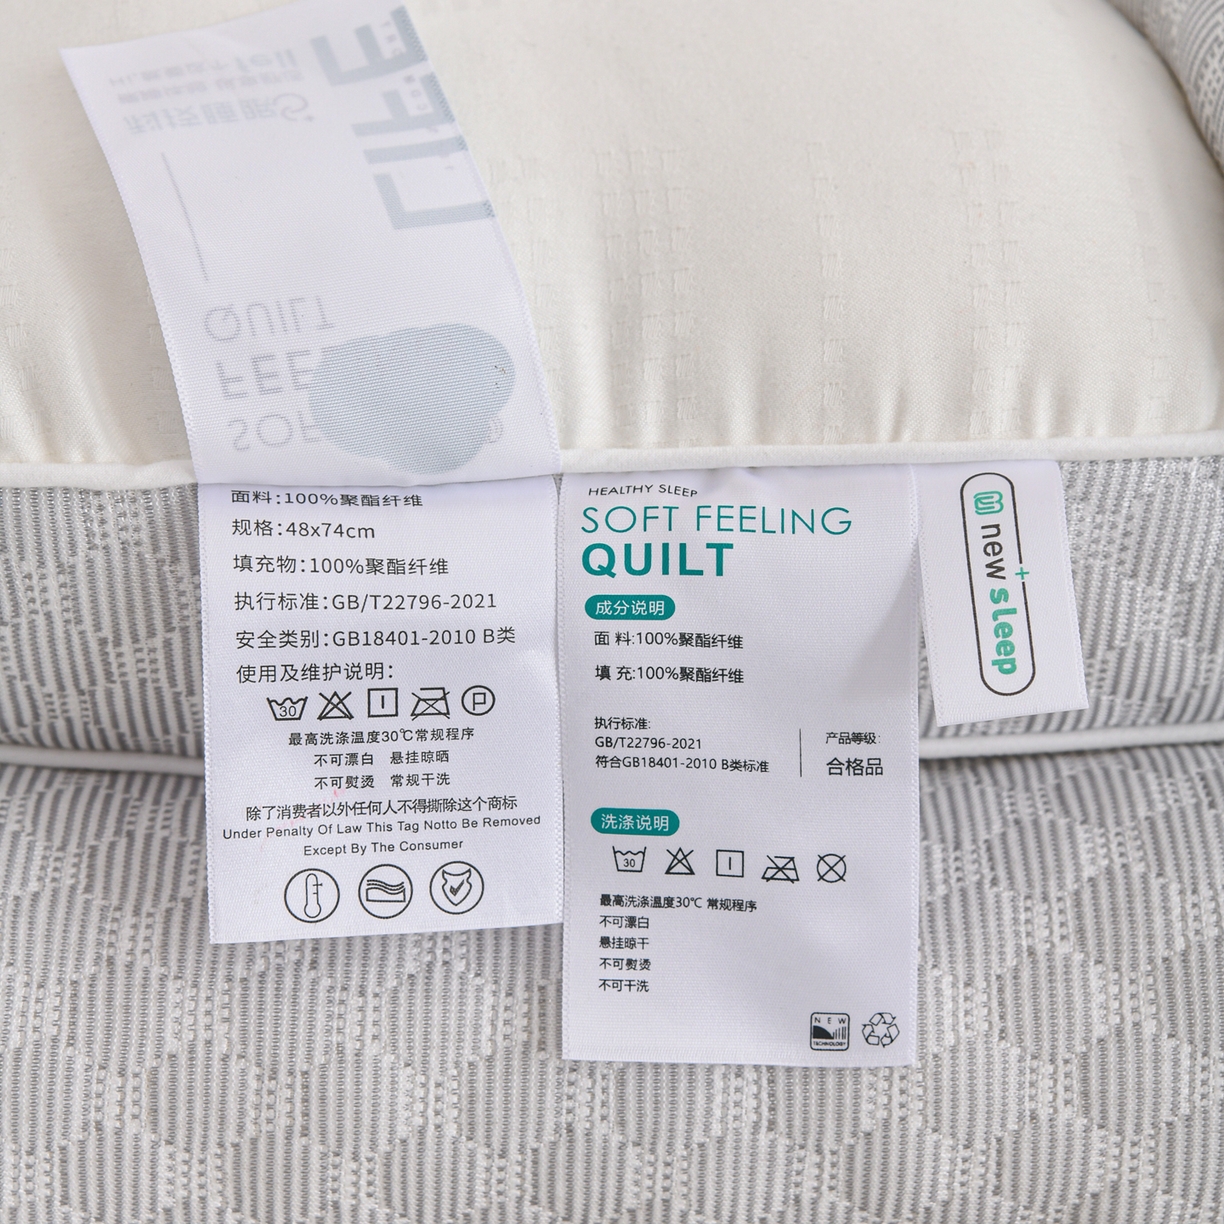 LIFE
QUILT
FEE
SOF
面料:100%聚酯纤维
规格:48x74cm
填充物:100%聚酯纤维
执行标准:GB/T22796-2021
安全类别:GB18401-2010 B类
使用及维护说明:
30
P
最高洗涤温度30℃常规程序
不可漂白 悬挂晾晒
不可熨烫 常规干洗
除了消费者以外任何人不得撕除这个商标
Under Penalty Of Law This Tag Notto Be Removed
Except By The Consumer
HEALTHY SLEEP
SOFT FEELING
QUILT
成分说明
面 料:100%聚酯纤维
填 充:100%聚酯纤维
执行标准:
GB/T22796-2021
符合GB18401-2010 B类标准
产品等级:
合格品
洗涤说明
30
最高洗涤温度30℃ 常规程序
不可漂白
悬挂晾干
不可熨烫
不可干洗
NEW
TECHNOLOGY
new+sleep